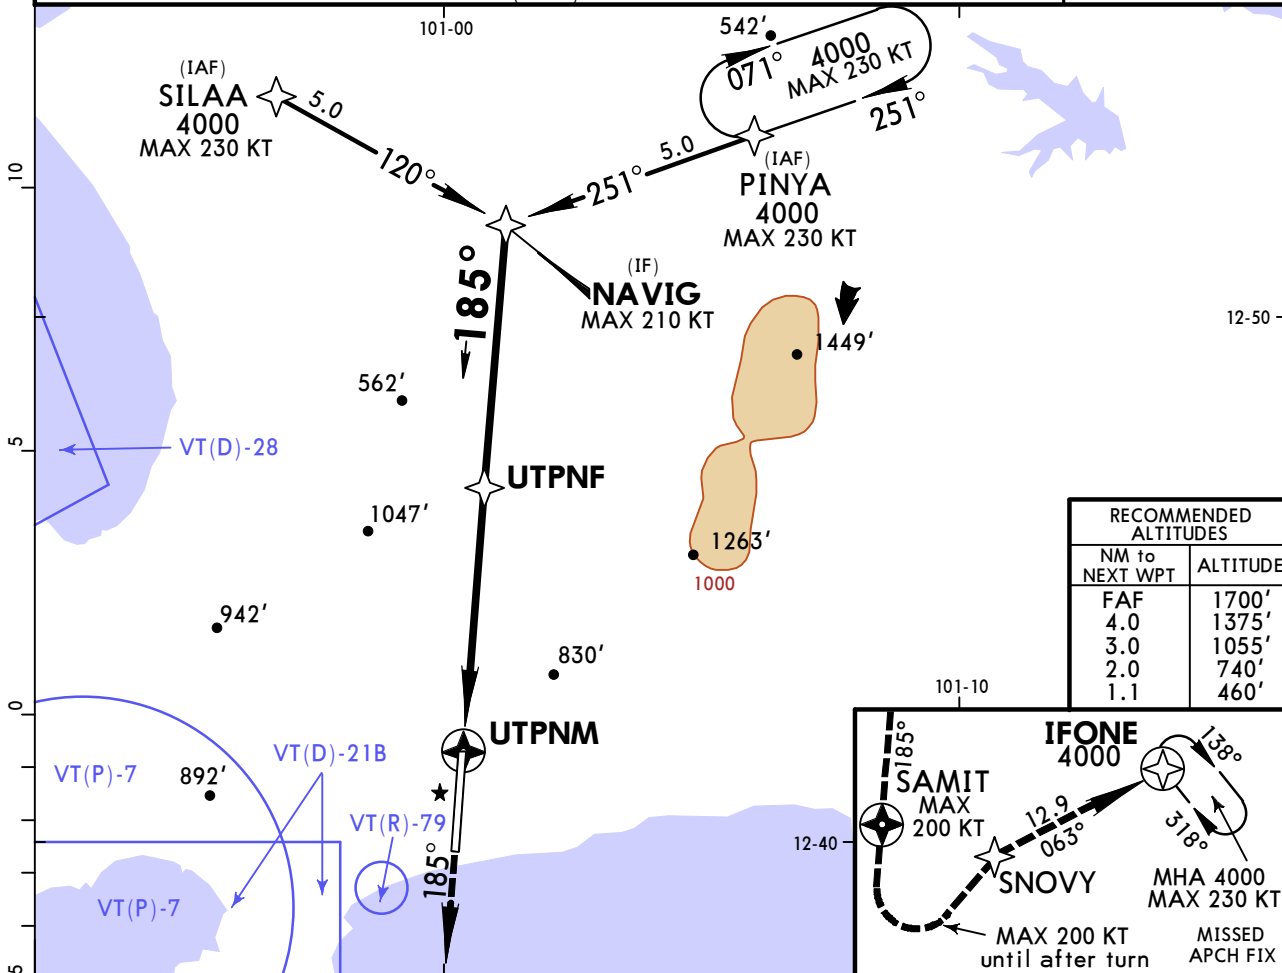 101-00
542'
4000
MAX 230 KT
071°
251°
(IAF)
SILAA
4000
MAX 230 KT
5.0
120°
5.0
251°
(IAF)
PINYA
4000
MAX 230 KT
10
185°
(IF)
NAVIG
MAX 210 KT
12-50
1449'
562'
5
VT(D)-28
UTPNF
1047'
1263'
1000
RECOMMENDED
ALTITUDES
NM to
NEXT WPT
ALTITUDE
FAF 1700'
4.0 1375'
3.0 1055'
2.0 740'
1.1 460'
942'
830'
0
101-10
UTPNM
VT(D)-21B
VT(P)-7
892'
VT(R)-79
12-40
185°
VT(P)-7
5
185°
IFONE
4000
138°
SAMIT
MAX
200 KT
12.9
063°
318°
SNOVY
MHA 4000
MAX 230 KT
MAX 200 KT
until after turn
MISSED
APCH FIX